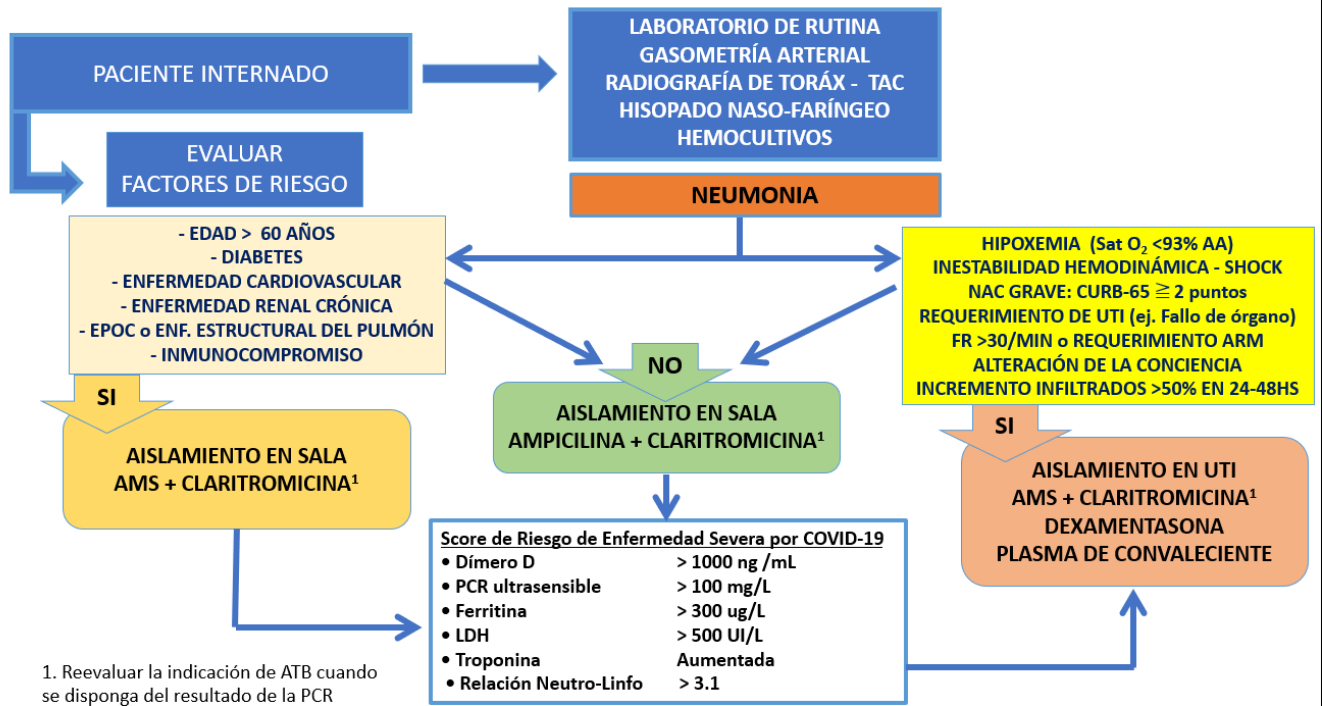 PACIENTE INTERNADO
LABORATORIO DE RUTINA
GASOMETRÍA ARTERIAL
RADIOGRAFÍA DE TORÁX - TAC
HISOPADO NASO-FARÍNGEO
HEMOCULTIVOS
EVALUAR
FACTORES DE RIESGO
NEUMONIA
- EDAD > 60 AÑOS
- DIABETES
- ENFERMEDAD CARDIOVASCULAR
- ENFERMEDAD RENAL CRÓNICA
- EPOC o ENF. ESTRUCTURAL DEL PULMÓN
- INMUNOCOMPROMISO
HIPOXEMIA (Sat O₂ <93% AA)
INESTABILIDAD HEMODINÁMICA - SHOCK
NAC GRAVE: CURB-65 ≧ 2 puntos
REQUERIMIENTO DE UTI (ej. Fallo de órgano)
FR >30/MIN o REQUERIMIENTO ARM
ALTERACIÓN DE LA CONCIENCIA
INCREMENTO INFILTRADOS >50% EN 24-48HS
SI
NO
SI
AISLAMIENTO EN SALA
AMS + CLARITROMICINA¹
AISLAMIENTO EN SALA
AMPICILINA + CLARITROMICINA¹
AISLAMIENTO EN UTI
AMS + CLARITROMICINA¹
DEXAMENTASONA
PLASMA DE CONVALECIENTE
Score de Riesgo de Enfermedad Severa por COVID-19
• Dímero D > 1000 ng /mL
• PCR ultrasensible > 100 mg/L
• Ferritina > 300 ug/L
• LDH > 500 UI/L
• Troponina Aumentada
• Relación Neutro-Linfo > 3.1
1. Reevaluar la indicación de ATB cuando
se disponga del resultado de la PCR